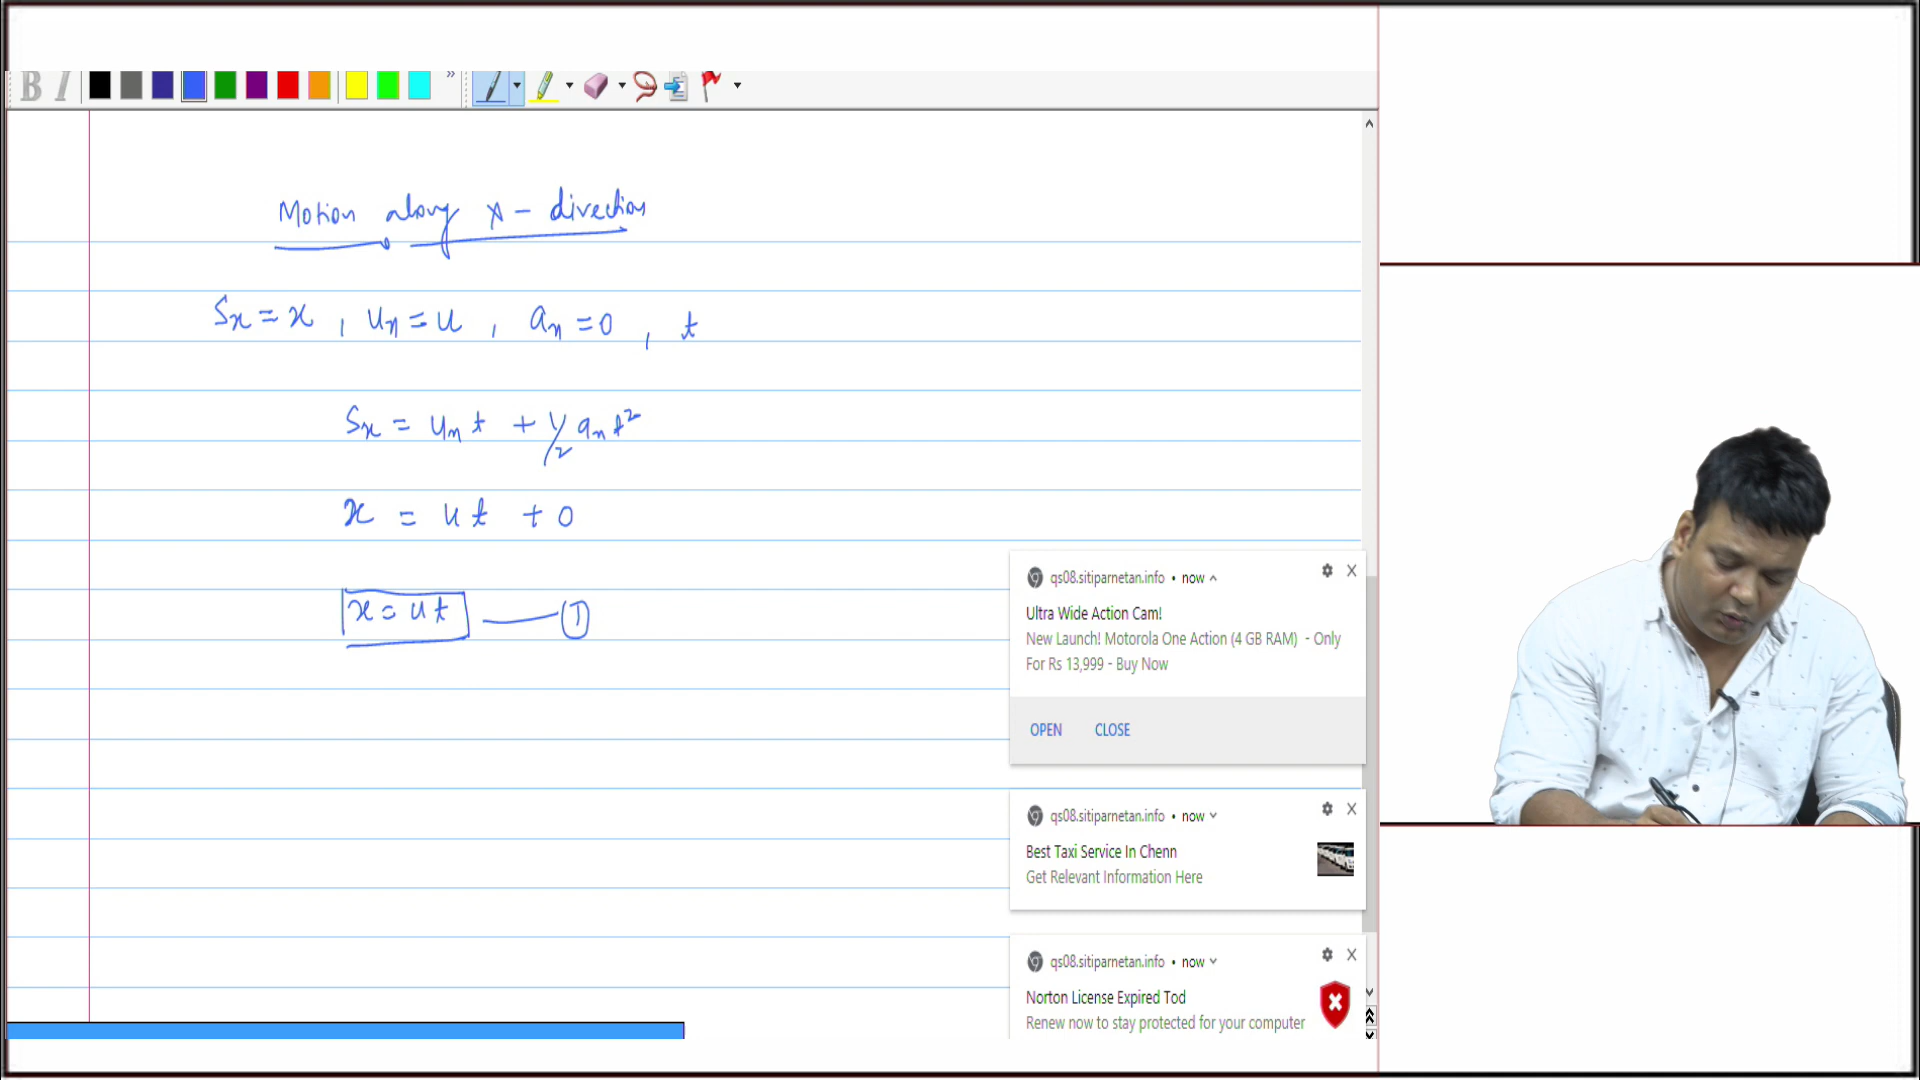 B I
Motion along x - direction
Sx = x , ux = u , ax = 0 , t
Sx = ux t + 1/2 ax t²
x = u t + 0
x = u t —— ①
qs08.sitiparnetan.info • now
Ultra Wide Action Cam!
New Launch! Motorola One Action (4 GB RAM) - Only
For Rs 13,999 - Buy Now
OPEN CLOSE
qs08.sitiparnetan.info • now
Best Taxi Service In Chenn
Get Relevant Information Here
qs08.sitiparnetan.info • now
Norton License Expired Tod
Renew now to stay protected for your computer